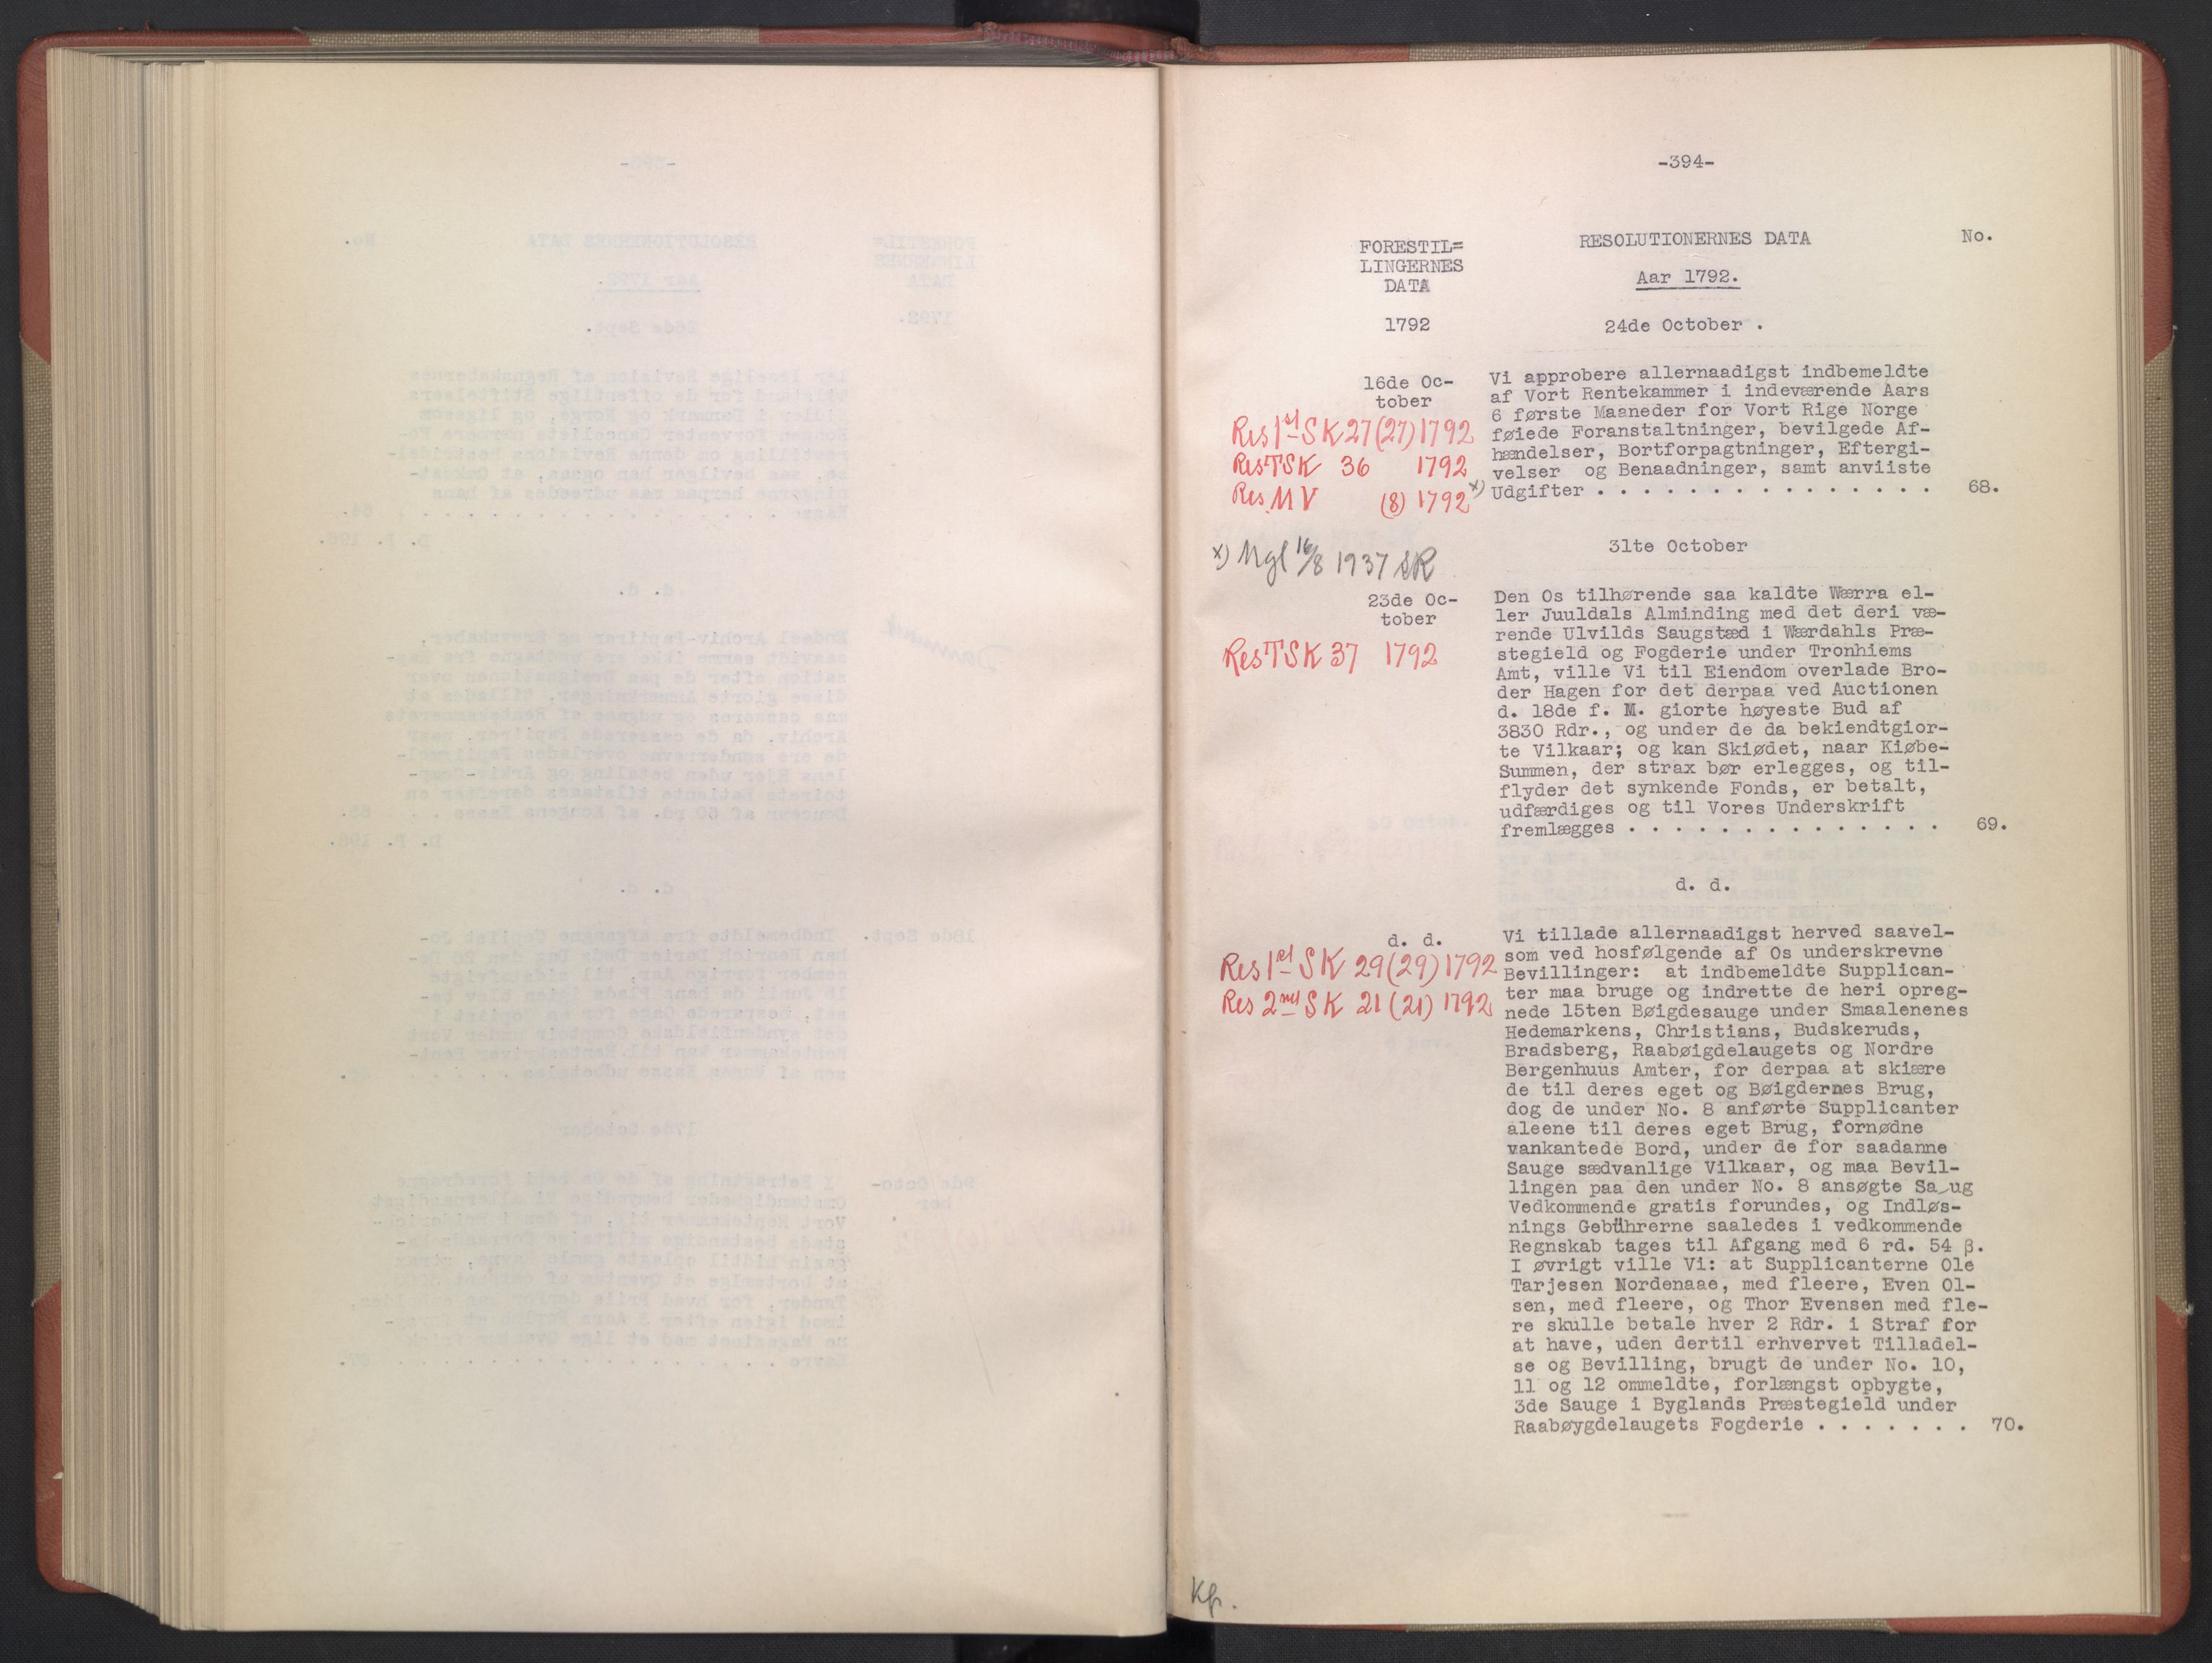 -394-
FORESTIL=
LINGERNES
DATA
RESOLUTIONERNES DATA
No.
Aar 1792.
1792
24de October .
16de Oc-
tober
Res 1st SK 27 (27) 1792
Res TSK 36 1792
Res. MV (8) 1792 x)
Vi approbere allernaadigst indbemeldte
af Vort Rentekammer i indeværende Aars
6 første Maaneder for Vort Rige Norge
føiede Foranstaltninger, bevilgede Af-
hændelser, Bortforpagtninger, Eftergi-
velser og Benaadninger, samt anviiste
Udgifter . . . . . . . . . . . . . . . 68.
x) Mgl 16/8 1937 SR
31te October
23de Oc-
tober
Res TSK 37 1792
Den Os tilhørende saa kaldte Wærra el-
ler Juuldals Alminding med det deri væ-
rende Ulvilds Saugstæd i Wærdahls Præ-
stegield og Fogderie under Tronhiems
Amt, ville Vi til Eiendom overlade Bro-
der Hagen for det derpaa ved Auctionen
d. 18de f. M. giorte høyeste Bud af
3830 Rdr., og under de da bekiendtgior-
te Vilkaar; og kan Skiødet, naar Kiøbe-
Summen, der strax bør erlegges, og til-
flyder det synkende Fonds, er betalt,
udfærdiges og til Vores Underskrift
fremlægges . . . . . . . . . . . . . . 69.
d. d.
d. d.
Res 1st SK 29 (29) 1792
Res 2nd SK 21 (21) 1792
Vi tillade allernaadigst herved saavel-
som ved hosfølgende af Os underskrevne
Bevillinger: at indbemeldte Supplican-
ter maa bruge og indrette de heri opreg-
nede 15ten Bøigdesauge under Smaalenenes
Hedemarkens, Christians, Budskeruds,
Bradsberg, Raabøigdelaugets og Nordre
Bergenhuus Amter, for derpaa at skiære
de til deres eget og Bøigdernes Brug,
dog de under No. 8 anførte Supplicanter
aleene til deres eget Brug, fornødne
vankantede Bord, under de for saadanne
Sauge sædvanlige Vilkaar, og maa Bevil-
lingen paa den under No. 8 ansøgte Saug
Vedkommende gratis forundes, og Indløs-
nings Gebührerne saaledes i vedkommende
Regnskab tages til Afgang med 6 rd. 54 β.
I øvrigt ville Vi: at Supplicanterne Ole
Tarjesen Nordenaae, med fleere, Even Ol-
sen, med fleere, og Thor Evensen med fle-
re skulle betale hver 2 Rdr. i Straf for
at have, uden dertil erhvervet Tilladel-
se og Bevilling, brugt de under No. 10,
11 og 12 ommeldte, forlængst opbygte,
3de Sauge i Byglands Præstegield under
Raabøygdelaugets Fogderie . . . . . . . 70.